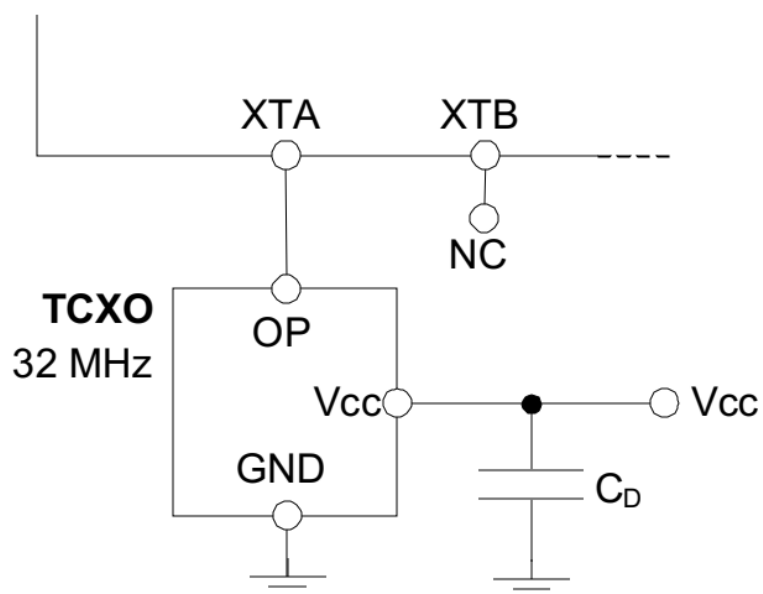 XTA
XTB
NC
TCXO
32 MHz
OP
Vcc
Vcc
GND
CD